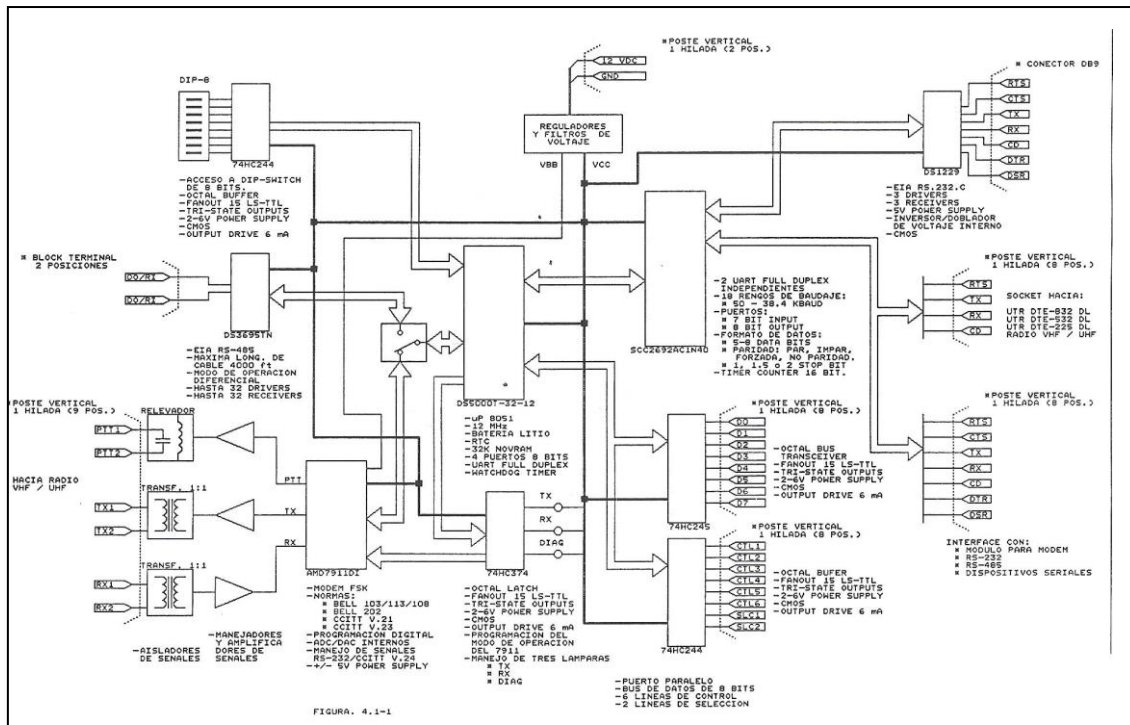 *POSTE VERTICAL
1 HILADA (2 POS.)
12 VDC
GND
* CONECTOR DB9
RTS
CTS
TX
RX
CD
DTR
DSR
DS1229
-EIA RS.232.C
-3 DRIVERS
-3 RECEIVERS
-5V POWER SUPPLY
-INVERSOR/DOBLADOR
DE VOLTAJE INTERNO
-CMOS
DIP-8
74HC244
-ACCESO A DIP-SWITCH
DE 8 BITS.
-OCTAL BUFFER
-FANOUT 15 LS-TTL
-TRI-STATE OUTPUTS
-2-6V POWER SUPPLY
-CMOS
-OUTPUT DRIVE 6 mA
REGULADORES
Y FILTROS DE
VOLTAJE
VBB
VCC
* BLOCK TERMINAL
2 POSICIONES
DO/RI
DO/RI
DS3695TN
-EIA RS-485
-MAXIMA LONG. DE
CABLE 4000 ft
-MODO DE OPERACION
DIFERENCIAL
-HASTA 32 DRIVERS
-HASTA 32 RECEIVERS
DS5000T-32-12
-uP 8051
-12 MHz
-BATERIA LITIO
-RTC
-32K NOVRAM
-4 PUERTOS 8 BITS
-UART FULL DUPLEX
-WATCHDOG TIMER
SCC2692AC1N40
-2 UART FULL DUPLEX
INDEPENDIENTES
-18 RENGOS DE BAUDAJE:
* 50 - 38.4 KBAUD
-PUERTOS:
* 7 BIT INPUT
* 8 BIT OUTPUT
-FORMATO DE DATOS:
* 5-8 DATA BITS
* PARIDAD: PAR, IMPAR,
FORZADA, NO PARIDAD.
* 1, 1.5 o 2 STOP BIT
-TIMER COUNTER 16 BIT.
*POSTE VERTICAL
1 HILADA (8 POS.)
RTS
TX
RX
CD
SOCKET HACIA:
UTR DTE-832 DL
UTR DTE-532 DL
UTR DTE-225 DL
RADIO VHF / UHF
*POSTE VERTICAL
1 HILADA (8 POS.)
RTS
CTS
TX
RX
CD
DTR
DSR
INTERFACE CON:
* MODULO PARA MODEM
* RS-232
* RS-485
* DISPOSITIVOS SERIALES
*POSTE VERTICAL
1 HILADA (9 POS.)
RELEVADOR
PTT1
PTT2
HACIA RADIO
VHF / UHF
TRANSF. 1:1
TX1
TX2
TRANSF. 1:1
RX1
RX2
PTT
TX
RX
-AISLADORES
DE SENALES
-MANEJADORES
Y AMPLIFICA
DORES DE
SENALES
AMD7911DI
-MODEM FSK
-NORMAS:
* BELL 103/113/108
* BELL 202
* CCITT V.21
* CCITT V.23
-PROGRAMACION DIGITAL
-ADC/DAC INTERNOS
-MANEJO DE SENALES
RS-232/CCITT V.24
-+/- 5V POWER SUPPLY
TX
RX
DIAG
74HC374
-OCTAL LATCH
-FANOUT 15 LS-TTL
-TRI-STATE OUTPUTS
-2-6V POWER SUPPLY
-CMOS
-OUTPUT DRIVE 6 mA
-PROGRAMACION DEL
MODO DE OPERACION
DEL 7911
-MANEJO DE TRES LAMPARAS
* TX
* RX
* DIAG
*POSTE VERTICAL
1 HILADA (8 POS.)
D0
D1
D2
D3
D4
D5
D6
D7
-OCTAL BUS
TRANSCEIVER
-FANOUT 15 LS-TTL
-TRI-STATE OUTPUTS
-2-6V POWER SUPPLY
-CMOS
-OUTPUT DRIVE 6 mA
74HC245
*POSTE VERTICAL
1 HILADA (8 POS.)
CTL1
CTL2
CTL3
CTL4
CTL5
CTL6
SLC1
SLC2
-OCTAL BUFER
-FANOUT 15 LS-TTL
-TRI-STATE OUTPUTS
-2-6V POWER SUPPLY
-CMOS
-OUTPUT DRIVE 6 mA
74HC244
-PUERTO PARALELO
-BUS DE DATOS DE 8 BITS
-6 LINEAS DE CONTROL
-2 LINEAS DE SELECCION
FIGURA. 4.1-1